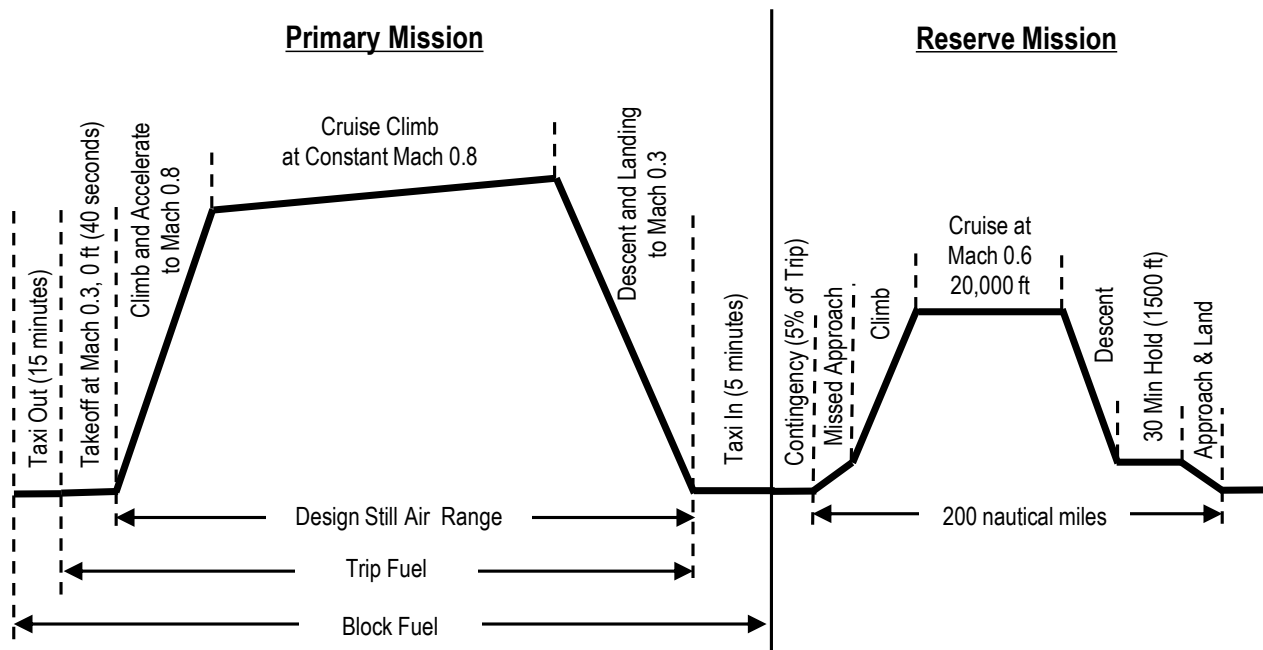 Primary Mission
Reserve Mission
Taxi Out (15 minutes)
Takeoff at Mach 0.3, 0 ft (40 seconds)
Climb and Accelerate
to Mach 0.8
Cruise Climb
at Constant Mach 0.8
Descent and Landing
to Mach 0.3
Taxi In (5 minutes)
Contingency (5% of Trip)
Missed Approach
Climb
Cruise at
Mach 0.6
20,000 ft
Descent
30 Min Hold (1500 ft)
Approach & Land
Design Still Air Range
200 nautical miles
Trip Fuel
Block Fuel